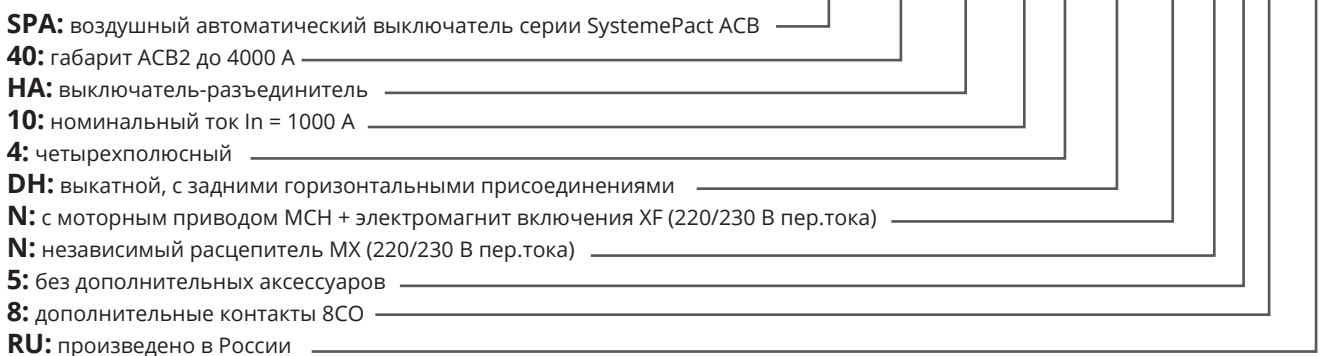 SPA: воздушный автоматический выключатель серии SystemePact ACB
40: габарит ACB2 до 4000 А
HA: выключатель-разъединитель
10: номинальный ток In = 1000 А
4: четырехполюсный
DH: выкатной, с задними горизонтальными присоединениями
N: с моторным приводом MCH + электромагнит включения XF (220/230 В пер.тока)
N: независимый расцепитель MX (220/230 В пер.тока)
5: без дополнительных аксессуаров
8: дополнительные контакты 8CO
RU: произведено в России